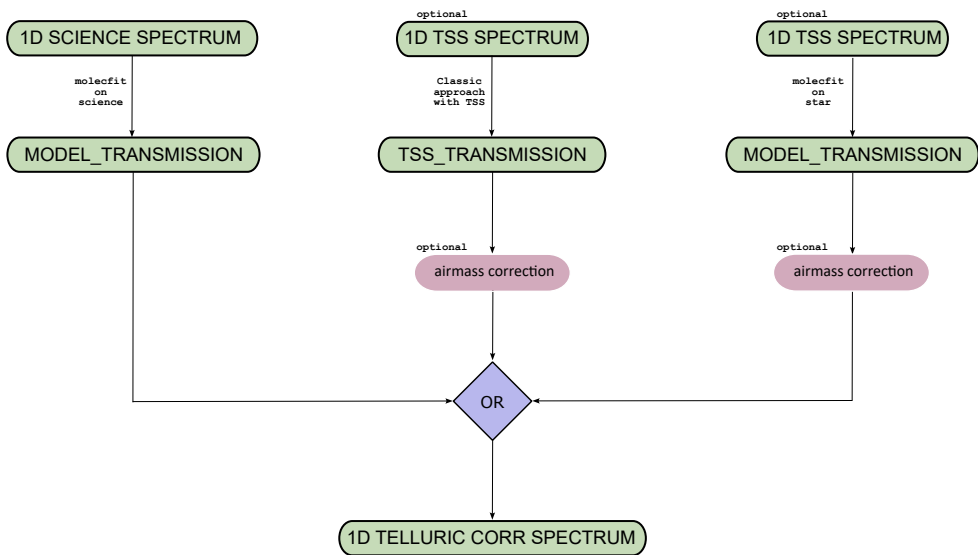 optional
optional
1D SCIENCE SPECTRUM
1D TSS SPECTRUM
1D TSS SPECTRUM
molecfit
on
science
Classic
approach
with TSS
molecfit
on
star
MODEL_TRANSMISSION
TSS_TRANSMISSION
MODEL_TRANSMISSION
optional
optional
airmass correction
airmass correction
OR
1D TELLURIC CORR SPECTRUM